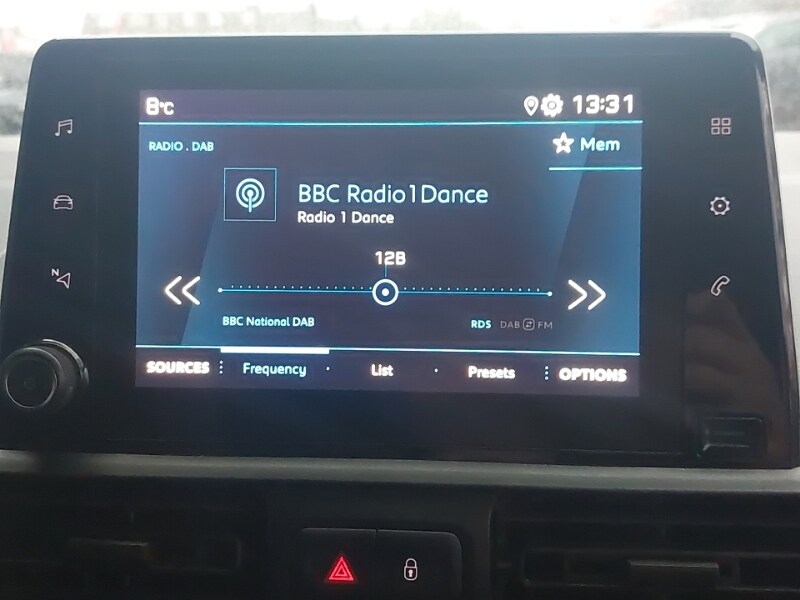 8°C 13:31
RADIO . DAB
Mem
BBC Radio1Dance
Radio 1 Dance
12B
BBC National DAB
RDS DAB FM
SOURCES Frequency List Presets OPTIONS
N